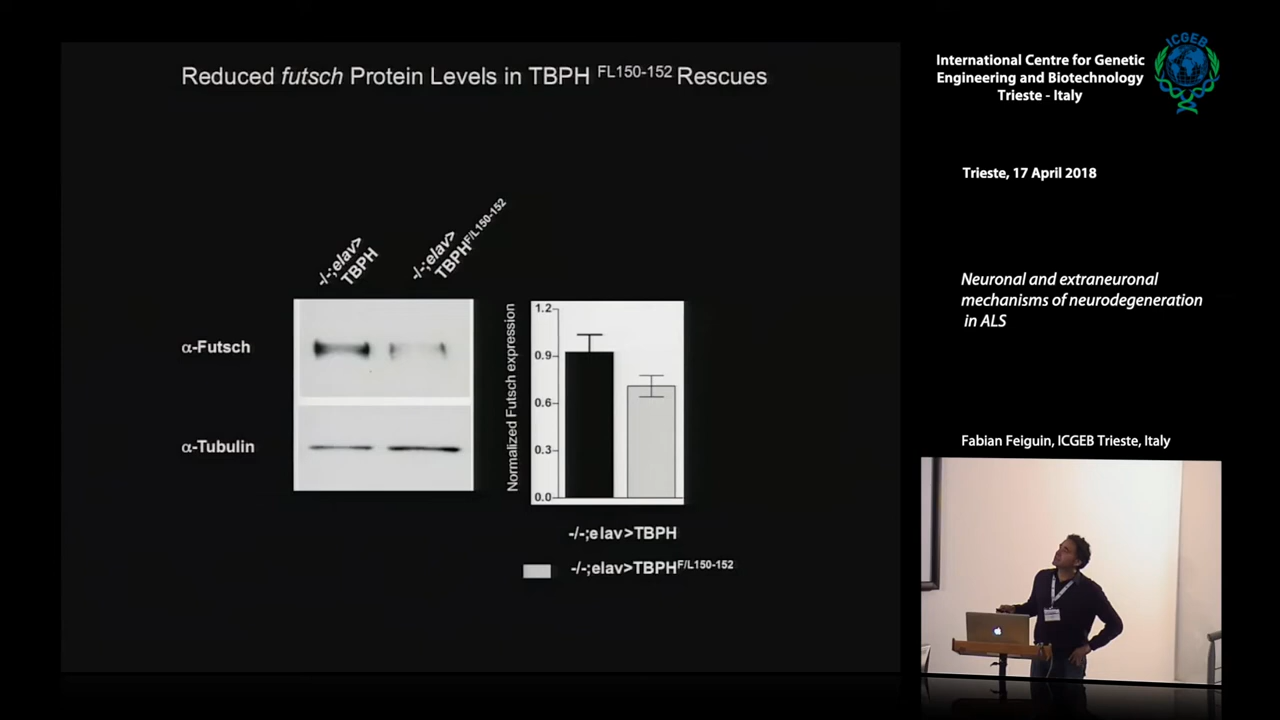 Reduced futsch Protein Levels in TBPH FL150-152 Rescues
-/-;elav>
TBPH
-/-;elav>
TBPHF/L150-152
α-Futsch
α-Tubulin
Normalized Futsch expression
1.2
0.9
0.6
0.3
0.0
-/-;elav>TBPH
-/-;elav>TBPHF/L150-152
International Centre for Genetic
Engineering and Biotechnology
Trieste - Italy
ICGEB
Trieste, 17 April 2018
Neuronal and extraneuronal
mechanisms of neurodegeneration
in ALS
Fabian Feiguin, ICGEB Trieste, Italy